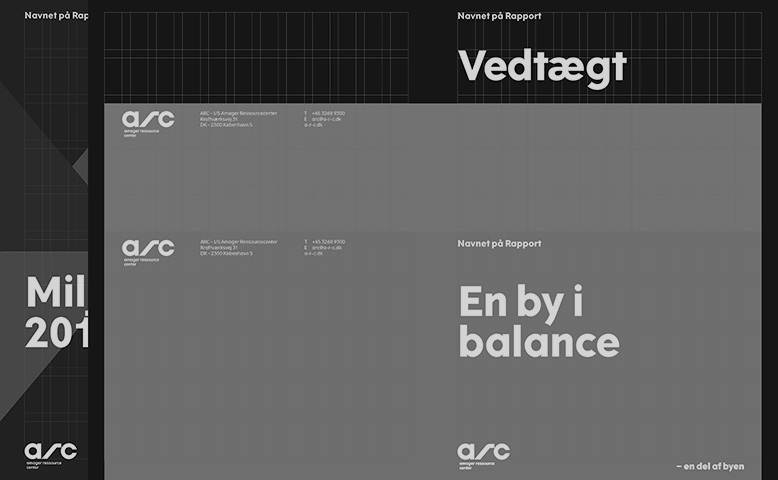 Navnet på Rap
Mil
201
arc
amager ressource
center
Navnet på Rapport
Vedtægt
arc
amager ressource
center
ARC - I/S Amager Ressourcecenter
Kraftværksvej 31
DK - 2300 København S
T +45 3268 9300
E arc@a-r-c.dk
a-r-c.dk
arc
amager ressource
center
ARC - I/S Amager Ressourcecenter
Kraftværksvej 31
DK - 2300 København S
T +45 3268 9300
E arc@a-r-c.dk
a-r-c.dk
Navnet på Rapport
En by i
balance
arc
amager ressource
center
– en del af byen